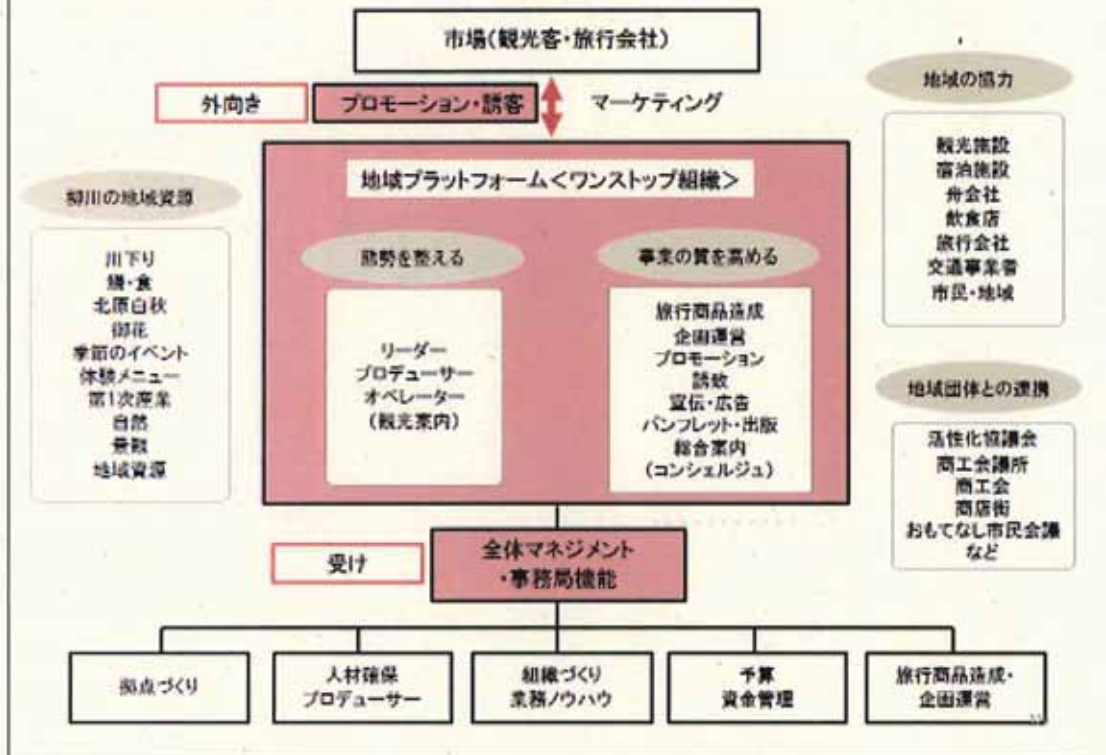 市場(観光客・旅行会社)
外向き
プロモーション・誘客
マーケティング
地域プラットフォーム<ワンストップ組織>
柳川の地域資源
川下り
鰻・食
北原白秋
御花
季節のイベント
体験メニュー
第1次産業
自然
景観
地域資源
態勢を整える
リーダー
プロデューサー
オペレーター
(観光案内)
事業の質を高める
旅行商品造成
企画運営
プロモーション
誘致
宣伝・広告
パンフレット・出版
総合案内
(コンシェルジュ)
地域の協力
観光施設
宿泊施設
舟会社
飲食店
旅行会社
交通事業者
市民・地域
地域団体との連携
活性化協議会
商工会議所
商工会
商店街
おもてなし市民会議
など
受け
全体マネジメント
・事務局機能
拠点づくり
人材確保
プロデューサー
組織づくり
業務ノウハウ
予算
資金管理
旅行商品造成・
企画運営